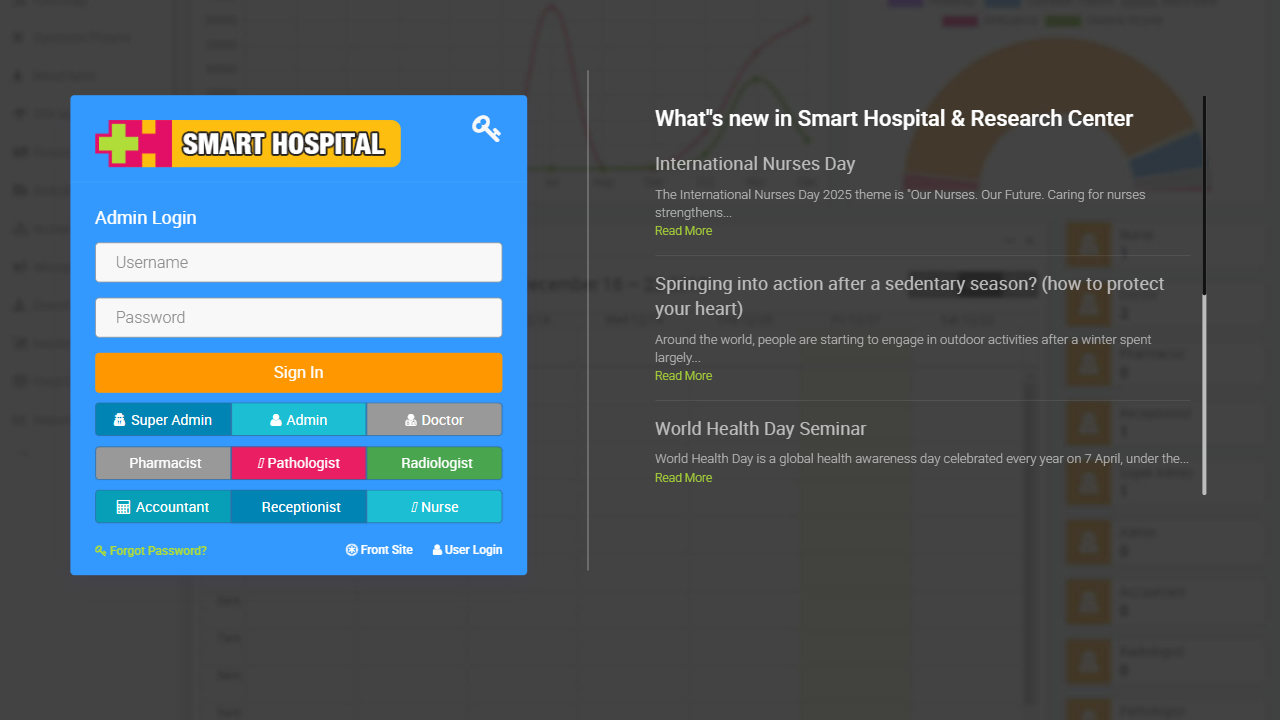 SMART HOSPITAL
Admin Login
Username
Password
Sign In
Super Admin
Admin
Doctor
Pharmacist
Pathologist
Radiologist
Accountant
Receptionist
Nurse
Forgot Password?
Front Site
User Login
What"s new in Smart Hospital & Research Center
International Nurses Day
The International Nurses Day 2025 theme is "Our Nurses. Our Future. Caring for nurses
strengthens...
Read More
Springing into action after a sedentary season? (how to protect
your heart)
Around the world, people are starting to engage in outdoor activities after a winter spent
largely...
Read More
World Health Day Seminar
World Health Day is a global health awareness day celebrated every year on 7 April, under the...
Read More